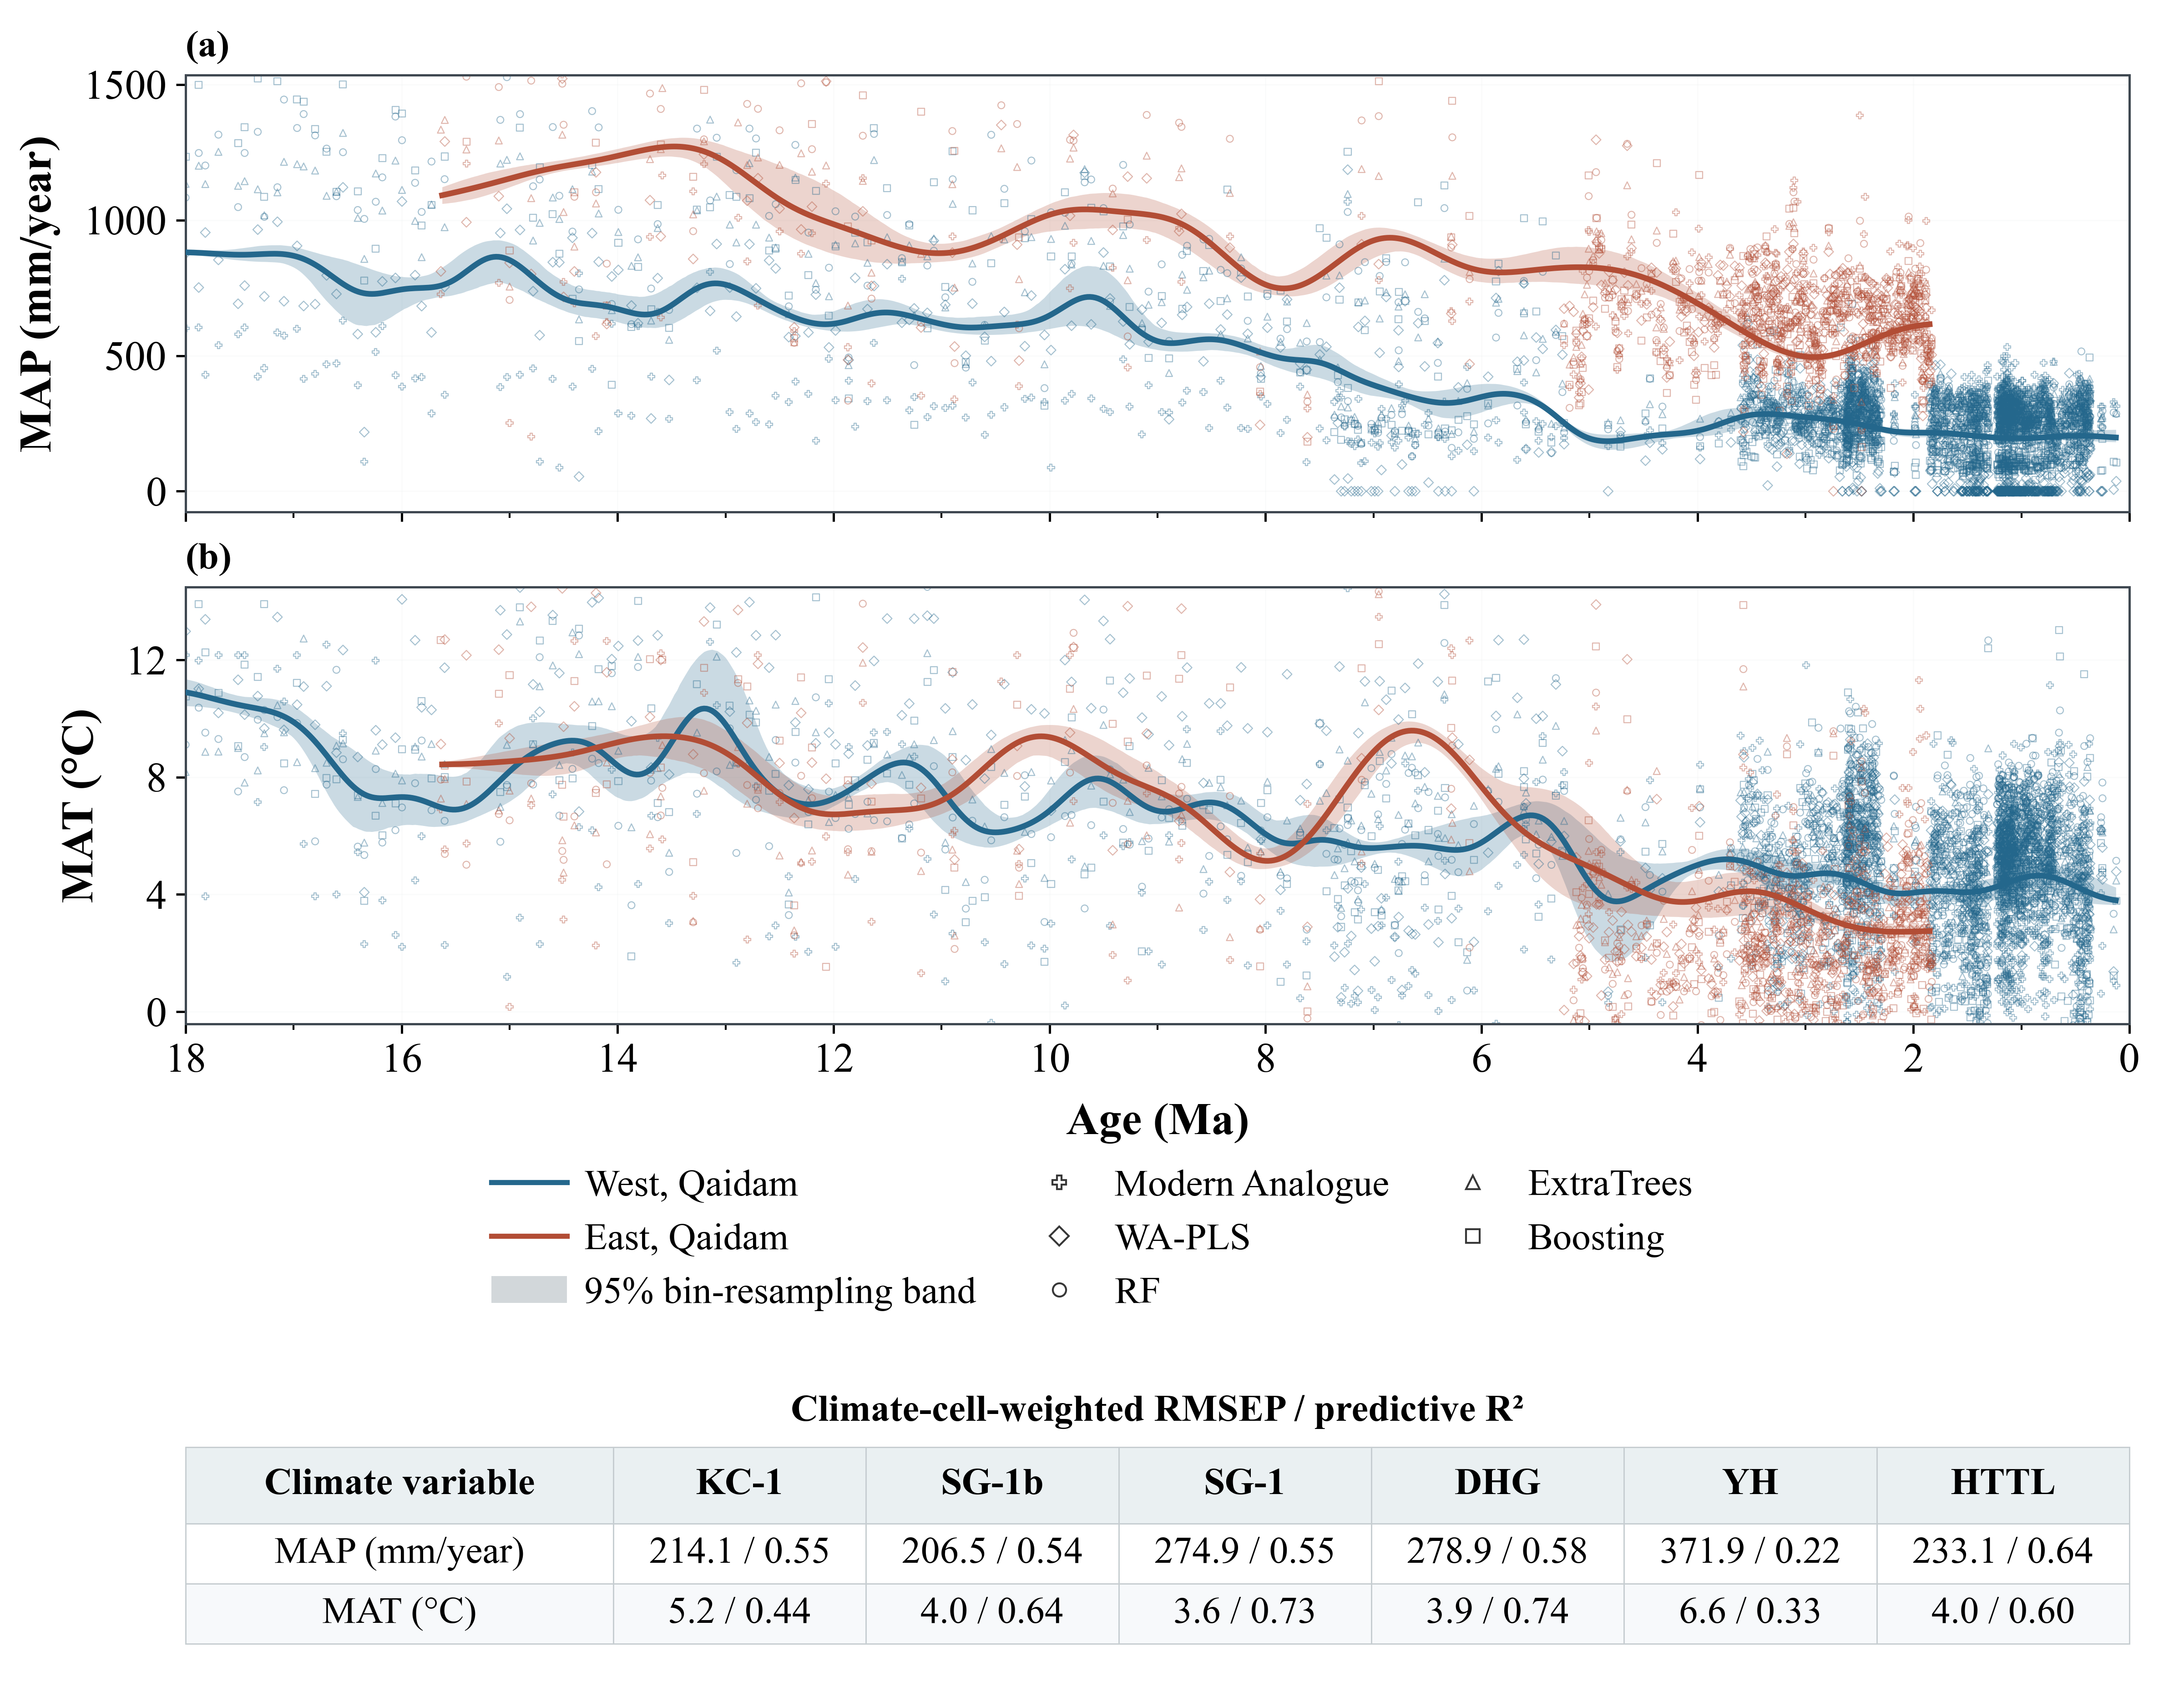 (a)
1500
1000
500
0
MAP (mm/year)
(b)
12
8
4
0
MAT (°C)
18 16 14 12 10 8 6 4 2 0
Age (Ma)
West, Qaidam Modern Analogue ExtraTrees
East, Qaidam WA-PLS Boosting
95% bin-resampling band RF
Climate-cell-weighted RMSEP / predictive R²
Climate variable KC-1 SG-1b SG-1 DHG YH HTTL
MAP (mm/year) 214.1 / 0.55 206.5 / 0.54 274.9 / 0.55 278.9 / 0.58 371.9 / 0.22 233.1 / 0.64
MAT (°C) 5.2 / 0.44 4.0 / 0.64 3.6 / 0.73 3.9 / 0.74 6.6 / 0.33 4.0 / 0.60